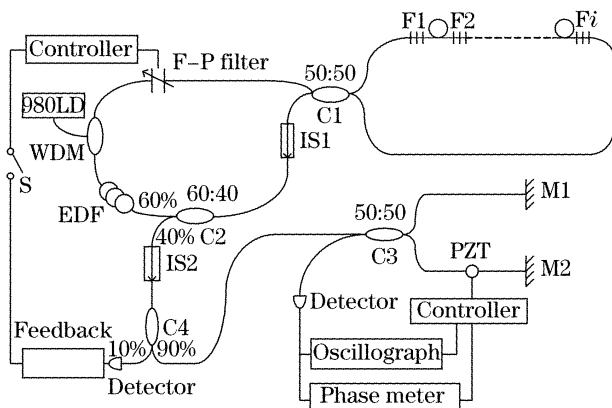 Controller
F-P filter
50:50
F1
F2
Fi
980LD
WDM
IS1
C1
S
EDF
60%
60:40
40%
C2
IS2
50:50
C3
M1
PZT
M2
Detector
Controller
Feedback
C4
10%
90%
Detector
Oscillograph
Phase meter